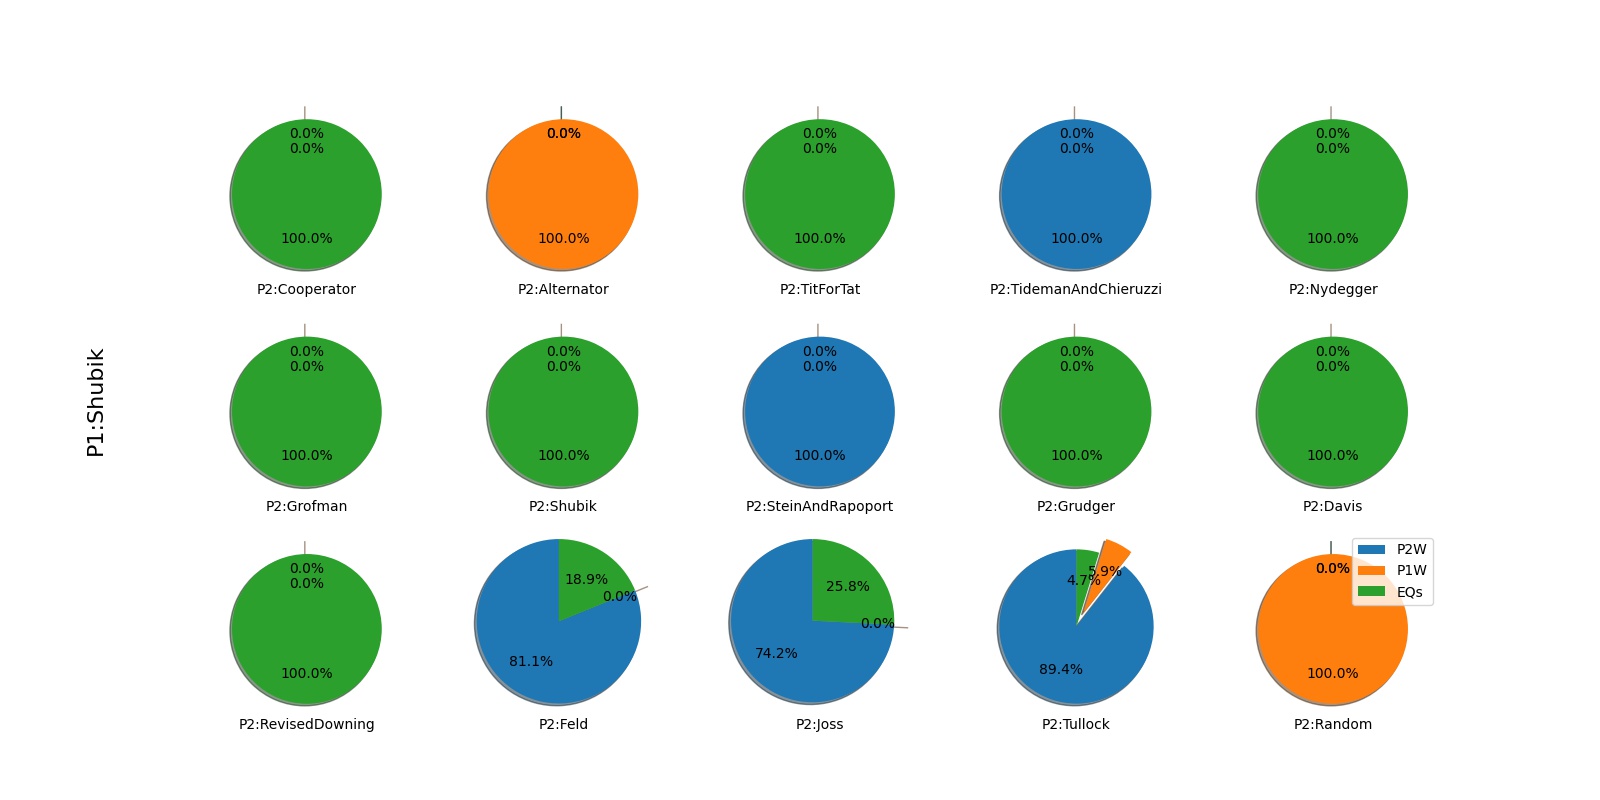 0.0%
0.0%
100.0%
P2:Cooperator
0.0%
0.0%
100.0%
P2:Alternator
0.0%
0.0%
100.0%
P2:TitForTat
0.0%
0.0%
100.0%
P2:TidemanAndChieruzzi
0.0%
0.0%
100.0%
P2:Nydegger
P1:Shubik
0.0%
0.0%
100.0%
P2:Grofman
0.0%
0.0%
100.0%
P2:Shubik
0.0%
0.0%
100.0%
P2:SteinAndRapoport
0.0%
0.0%
100.0%
P2:Grudger
0.0%
0.0%
100.0%
P2:Davis
0.0%
0.0%
100.0%
P2:RevisedDowning
18.9%
0.0%
81.1%
P2:Feld
25.8%
0.0%
74.2%
P2:Joss
5.9%
4.7%
89.4%
P2:Tullock
0.0%
0.0%
100.0%
P2:Random
P2W
P1W
EQs